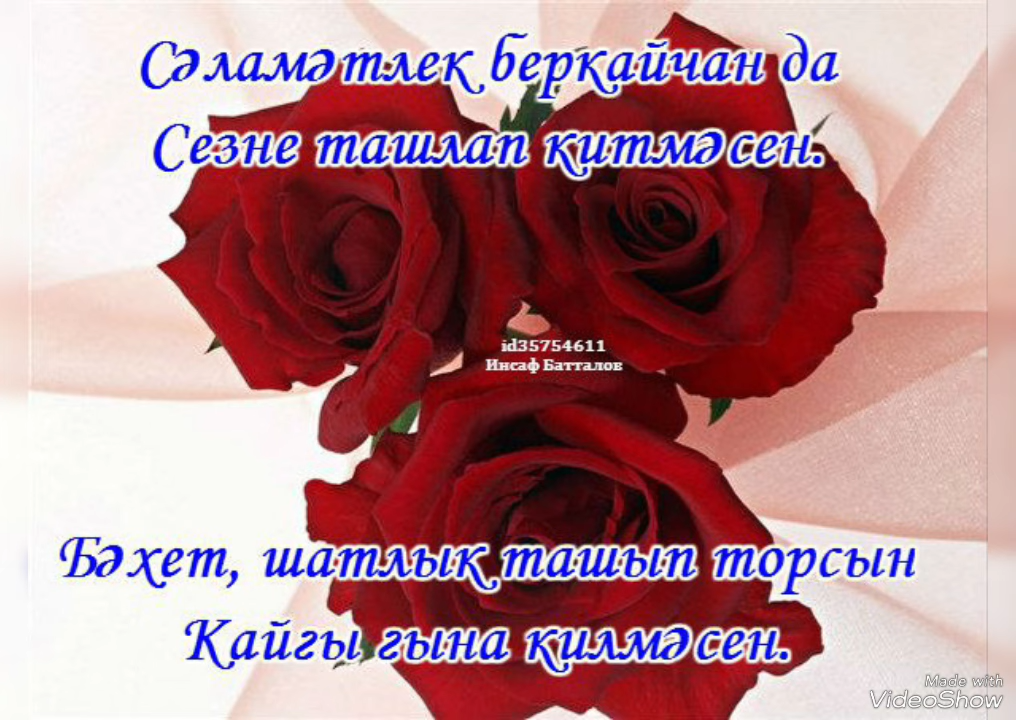 Сәламәтлек беркайчан да
Сезне ташлап китмәсен.
id35754611
Инсаф Батталов
Бәхет, шатлык ташып торсын
Кайгы гына килмәсен.
Made with
VideoShow